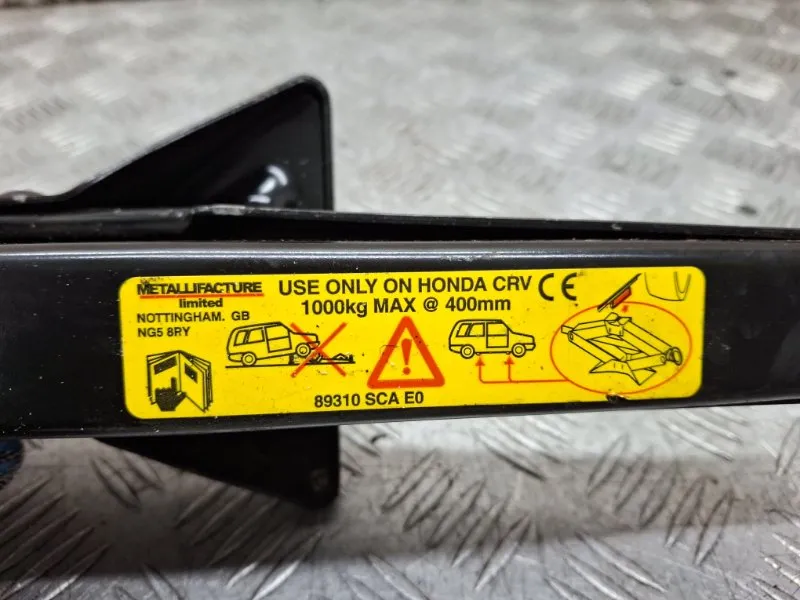 METALLIFACTURE
limited
NOTTINGHAM. GB
NG5 8RY
USE ONLY ON HONDA CRV CE
1000kg MAX @ 400mm
89310 SCA E0